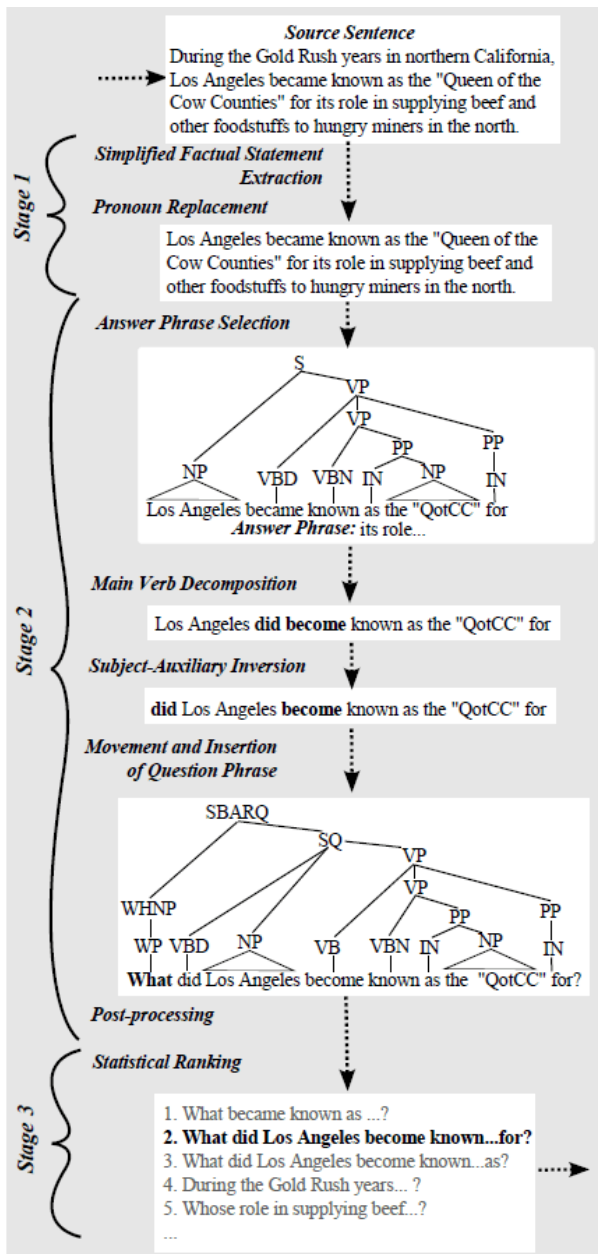 Source Sentence
During the Gold Rush years in northern California,
Los Angeles became known as the "Queen of the
Cow Counties" for its role in supplying beef and
other foodstuffs to hungry miners in the north.
Stage 1
Simplified Factual Statement
Extraction
Pronoun Replacement
Los Angeles became known as the "Queen of the
Cow Counties" for its role in supplying beef and
other foodstuffs to hungry miners in the north.
Stage 2
Answer Phrase Selection
S
VP
VP
PP
PP
NP
VBD
VBN
IN
NP
IN
Los Angeles became known as the "QotCC" for
Answer Phrase: its role...
Main Verb Decomposition
Los Angeles did become known as the "QotCC" for
Subject-Auxiliary Inversion
did Los Angeles become known as the "QotCC" for
Movement and Insertion
of Question Phrase
SBARQ
SQ
VP
VP
WHNP
PP
PP
WP
VBD
NP
VB
VBN
IN
NP
IN
What did Los Angeles become known as the "QotCC" for?
Post-processing
Stage 3
Statistical Ranking
1. What became known as ...?
2. What did Los Angeles become known...for?
3. What did Los Angeles become known...as?
4. During the Gold Rush years... ?
5. Whose role in supplying beef...?
...